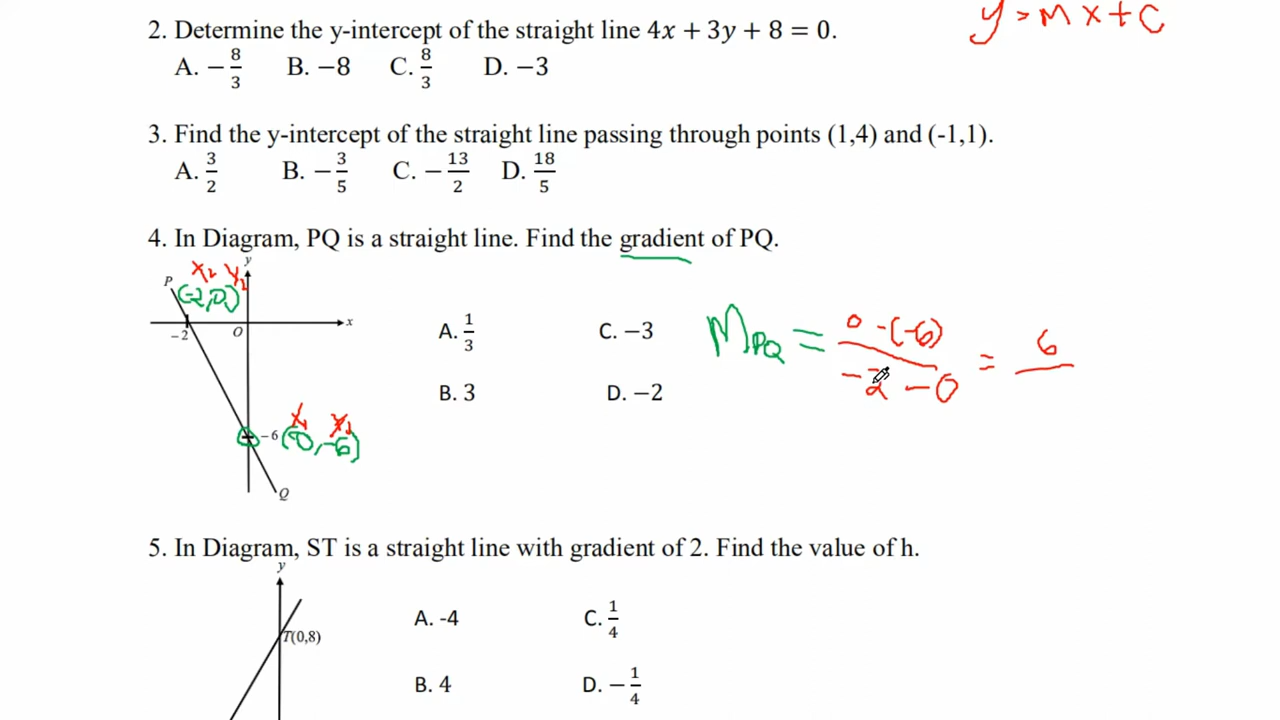 y = mx + c
2. Determine the y-intercept of the straight line 4x + 3y + 8 = 0.
A. −8/3 B. −8 C. 8/3 D. −3
3. Find the y-intercept of the straight line passing through points (1,4) and (-1,1).
A. 3/2 B. −3/5 C. −13/2 D. 18/5
4. In Diagram, PQ is a straight line. Find the gradient of PQ.
y
P x₂ y₂
(-2,0)
x
−2 O
A. 1/3 C. −3
B. 3 D. −2
M_PQ = (0 -(-6))/(-2 - 0) = 6/
x₁ y₁
−6 (0,-6)
Q
5. In Diagram, ST is a straight line with gradient of 2. Find the value of h.
y
T(0,8)
A. -4 C. 1/4
B. 4 D. −1/4